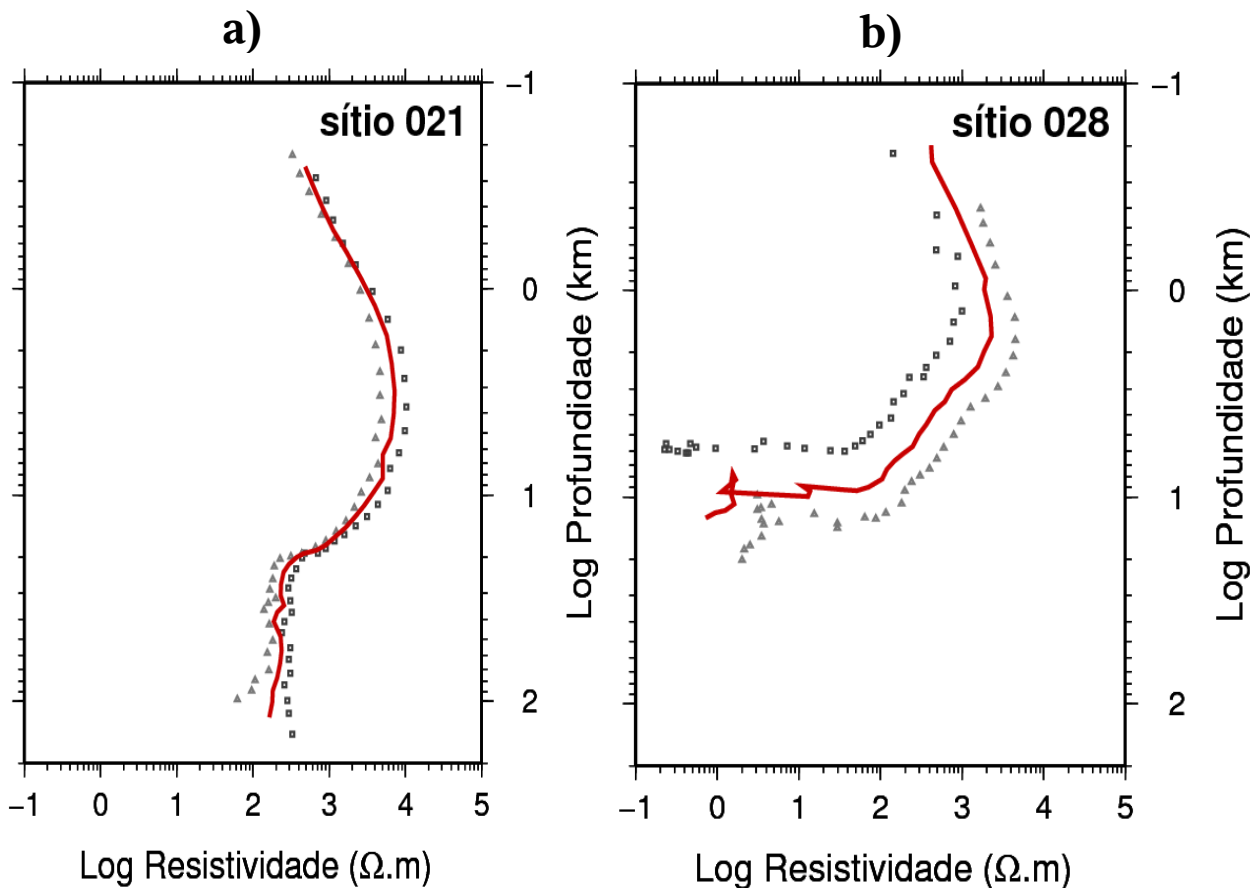 a)
b)
sítio 021
sítio 028
−1
0
1
2
Log Profundidade (km)
−1
0
1
2
Log Profundidade (km)
−1 0 1 2 3 4 5
−1 0 1 2 3 4 5
Log Resistividade (Ω.m)
Log Resistividade (Ω.m)